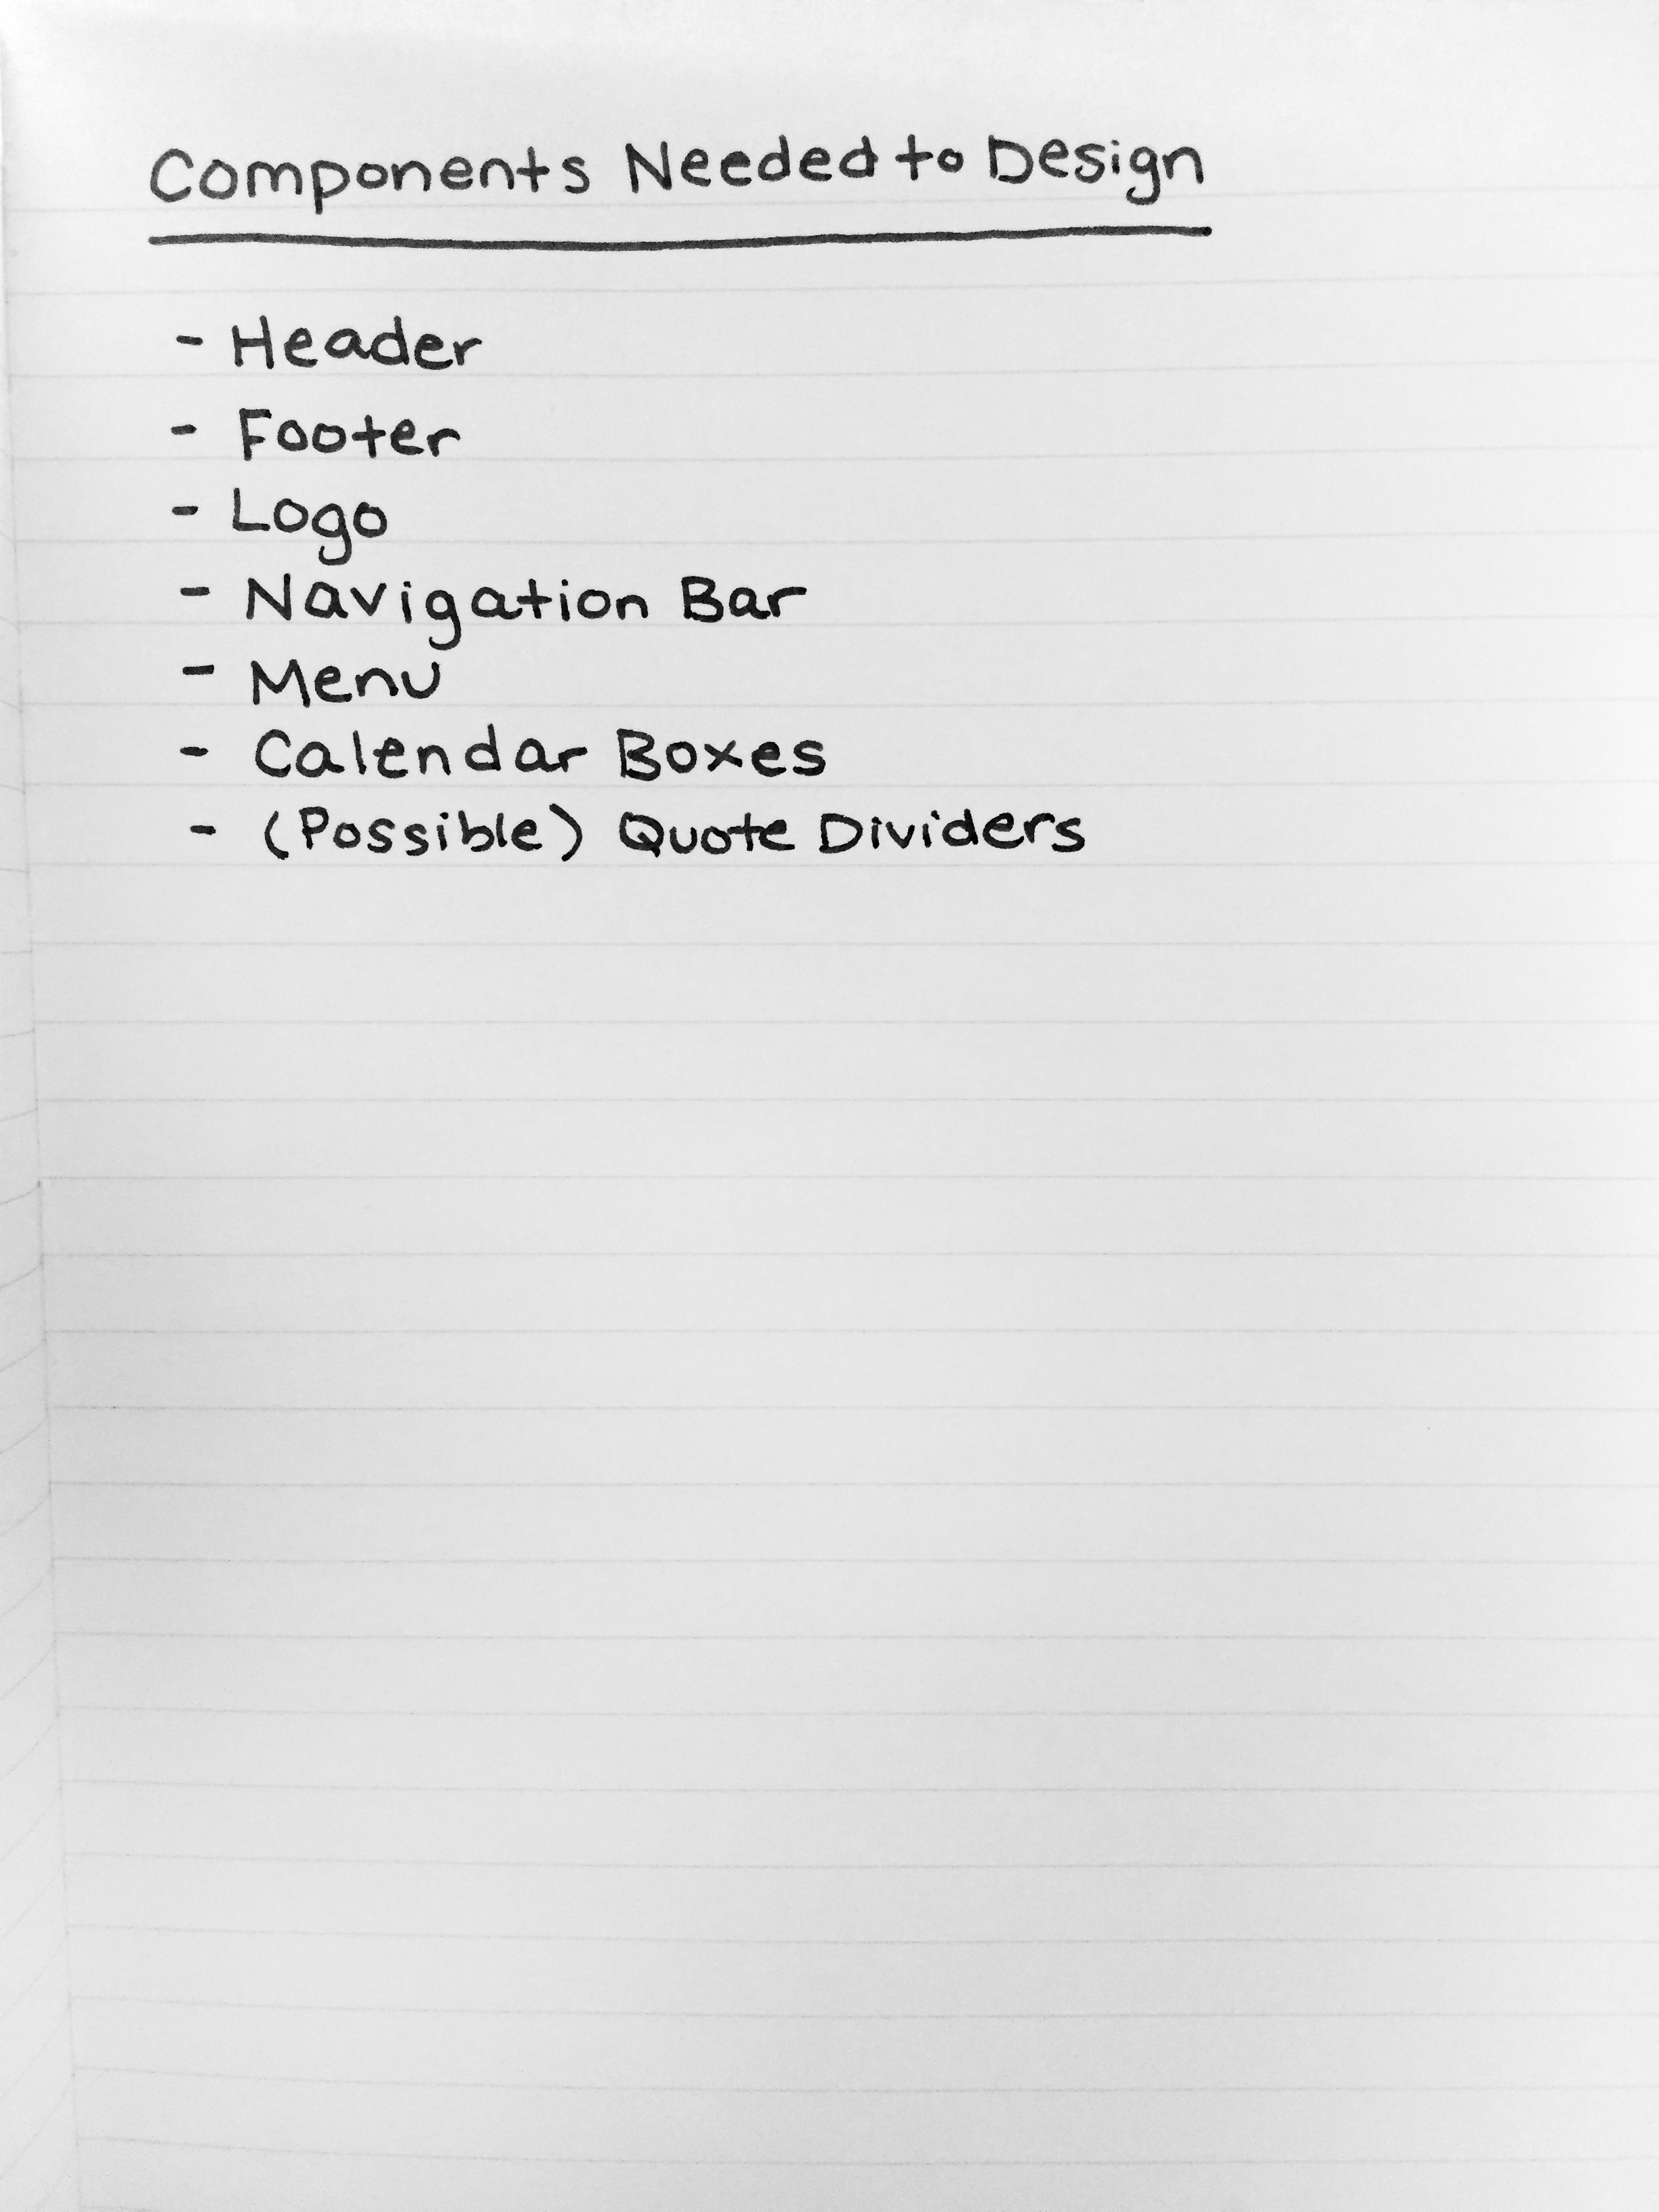 Components Needed to Design
- Header
- Footer
- Logo
- Navigation Bar
- Menu
- Calendar Boxes
- (Possible) Quote Dividers